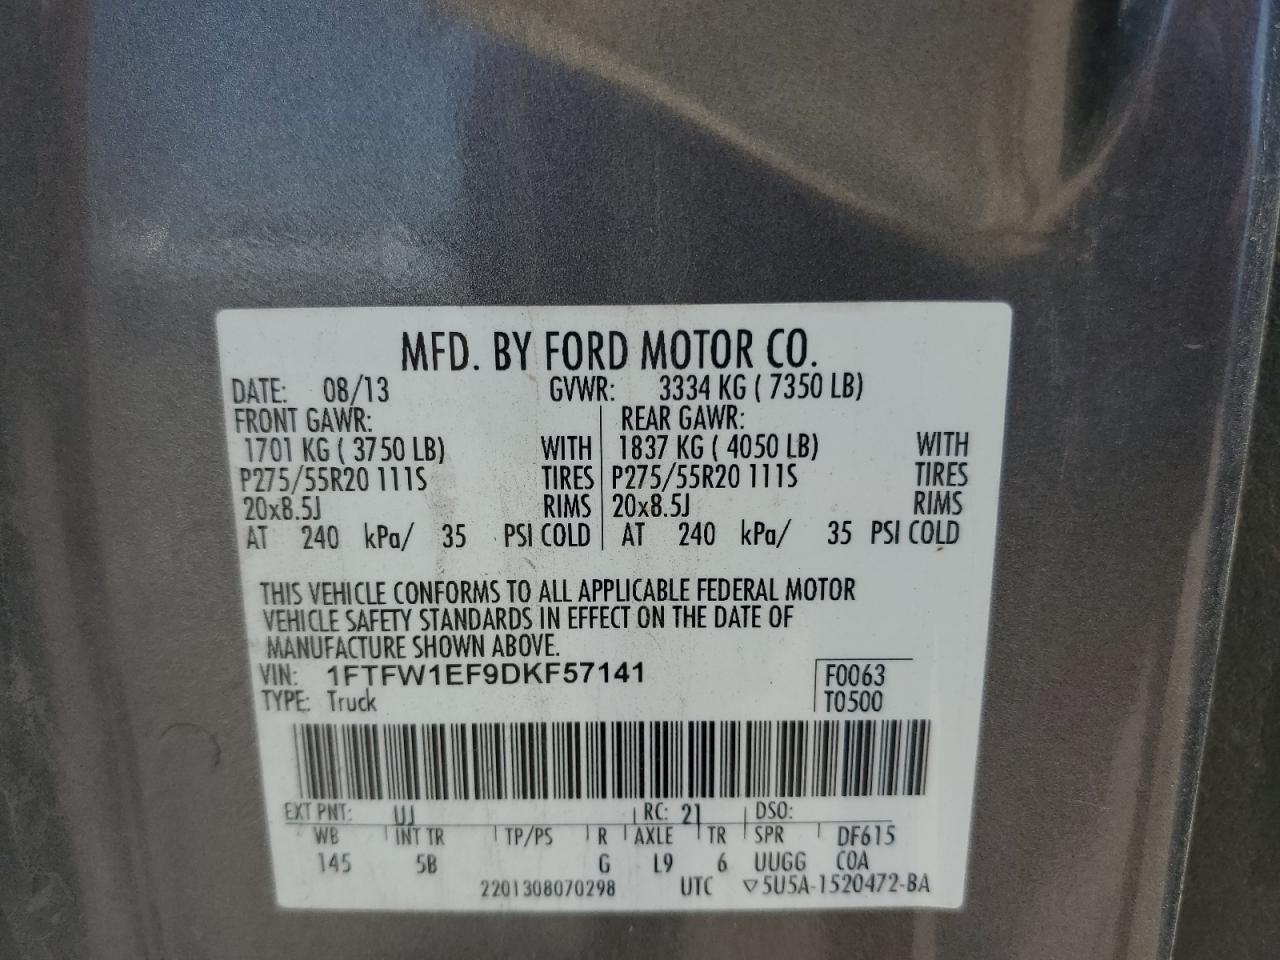 MFD. BY FORD MOTOR CO.
DATE: 08/13 GVWR: 3334 KG ( 7350 LB)
FRONT GAWR: REAR GAWR:
1701 KG ( 3750 LB) WITH 1837 KG ( 4050 LB) WITH
P275/55R20 111S TIRES P275/55R20 111S TIRES
20x8.5J RIMS 20x8.5J RIMS
AT 240 kPa/ 35 PSI COLD AT 240 kPa/ 35 PSI COLD
THIS VEHICLE CONFORMS TO ALL APPLICABLE FEDERAL MOTOR
VEHICLE SAFETY STANDARDS IN EFFECT ON THE DATE OF
MANUFACTURE SHOWN ABOVE.
VIN: 1FTFW1EF9DKF57141 F0063
TYPE: Truck T0500
EXT PNT: UJ RC: 21 DSO:
WB INT TR TP/PS R AXLE TR SPR DF615
145 5B G L9 6 UUGG COA
2201308070298 UTC ▽5U5A-1520472-BA